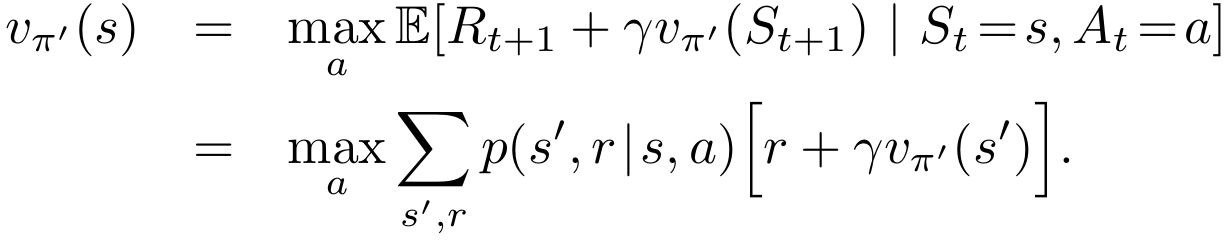 v_{π′}(s) = max_a 𝔼[R_{t+1} + γv_{π′}(S_{t+1}) | S_t=s, A_t=a]
= max_a ∑_{s′,r} p(s′, r|s, a)[r + γv_{π′}(s′)].